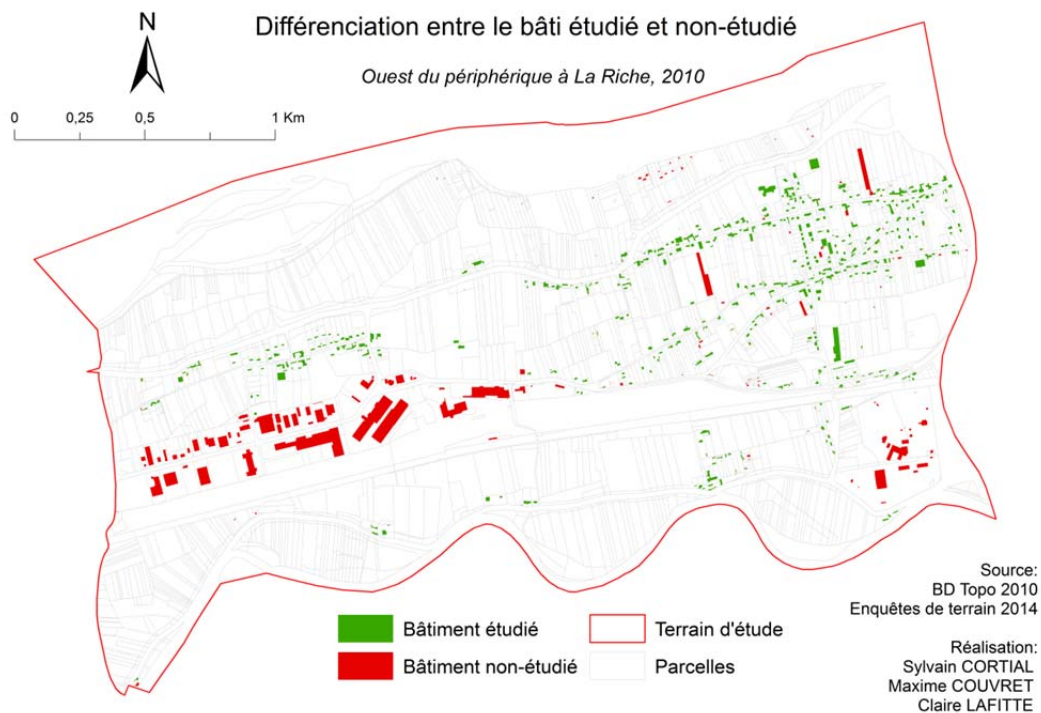 Différenciation entre le bâti étudié et non-étudié
Ouest du périphérique à La Riche, 2010
N
0 0,25 0,5 1 Km
Bâtiment étudié
Bâtiment non-étudié
Terrain d'étude
Parcelles
Source:
BD Topo 2010
Enquêtes de terrain 2014
Réalisation:
Sylvain CORTIAL
Maxime COUVRET
Claire LAFITTE